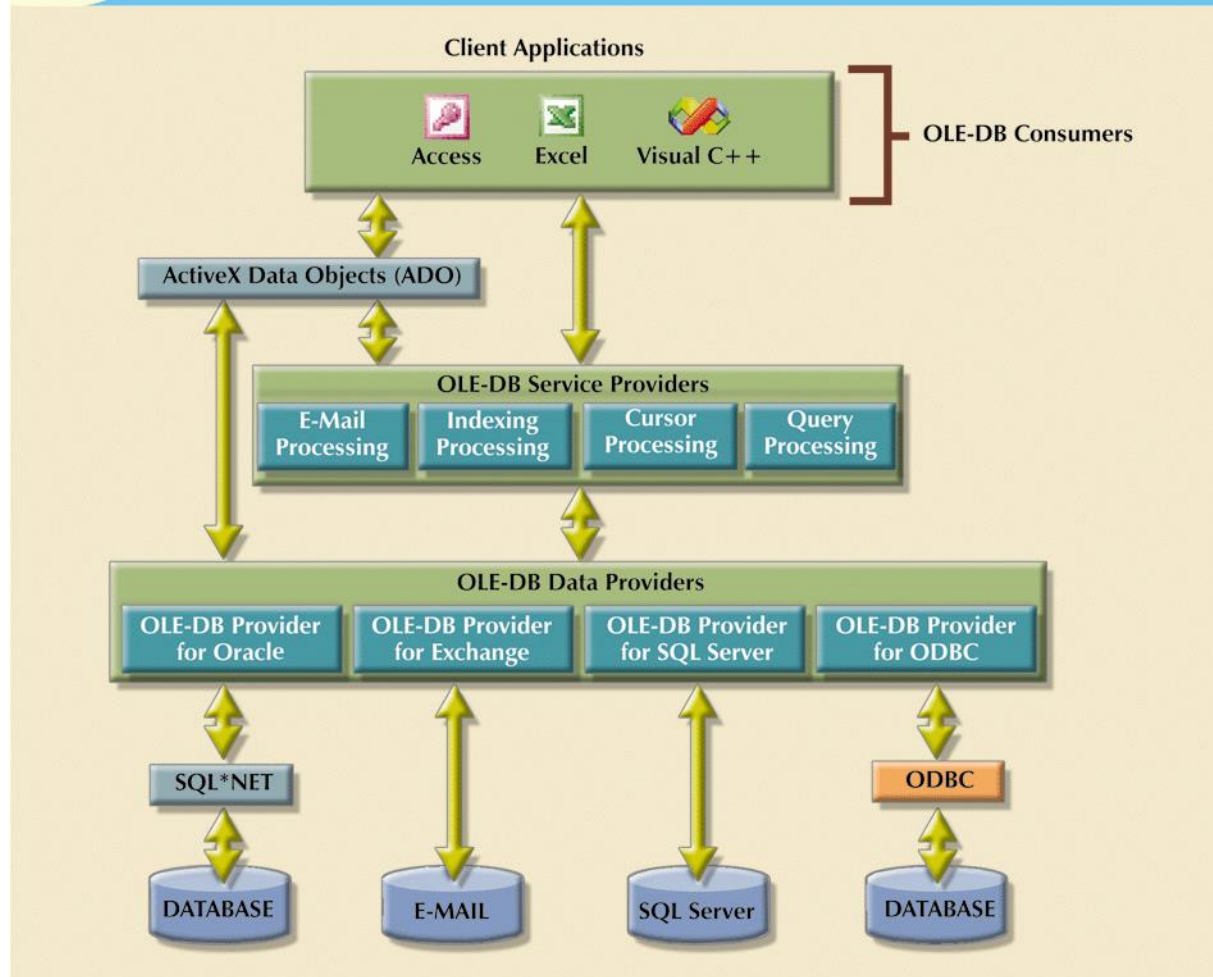 Client Applications
Access
Excel
Visual C++
OLE-DB Consumers
ActiveX Data Objects (ADO)
OLE-DB Service Providers
E-Mail
Processing
Indexing
Processing
Cursor
Processing
Query
Processing
OLE-DB Data Providers
OLE-DB Provider
for Oracle
OLE-DB Provider
for Exchange
OLE-DB Provider
for SQL Server
OLE-DB Provider
for ODBC
SQL*NET
ODBC
DATABASE
E-MAIL
SQL Server
DATABASE